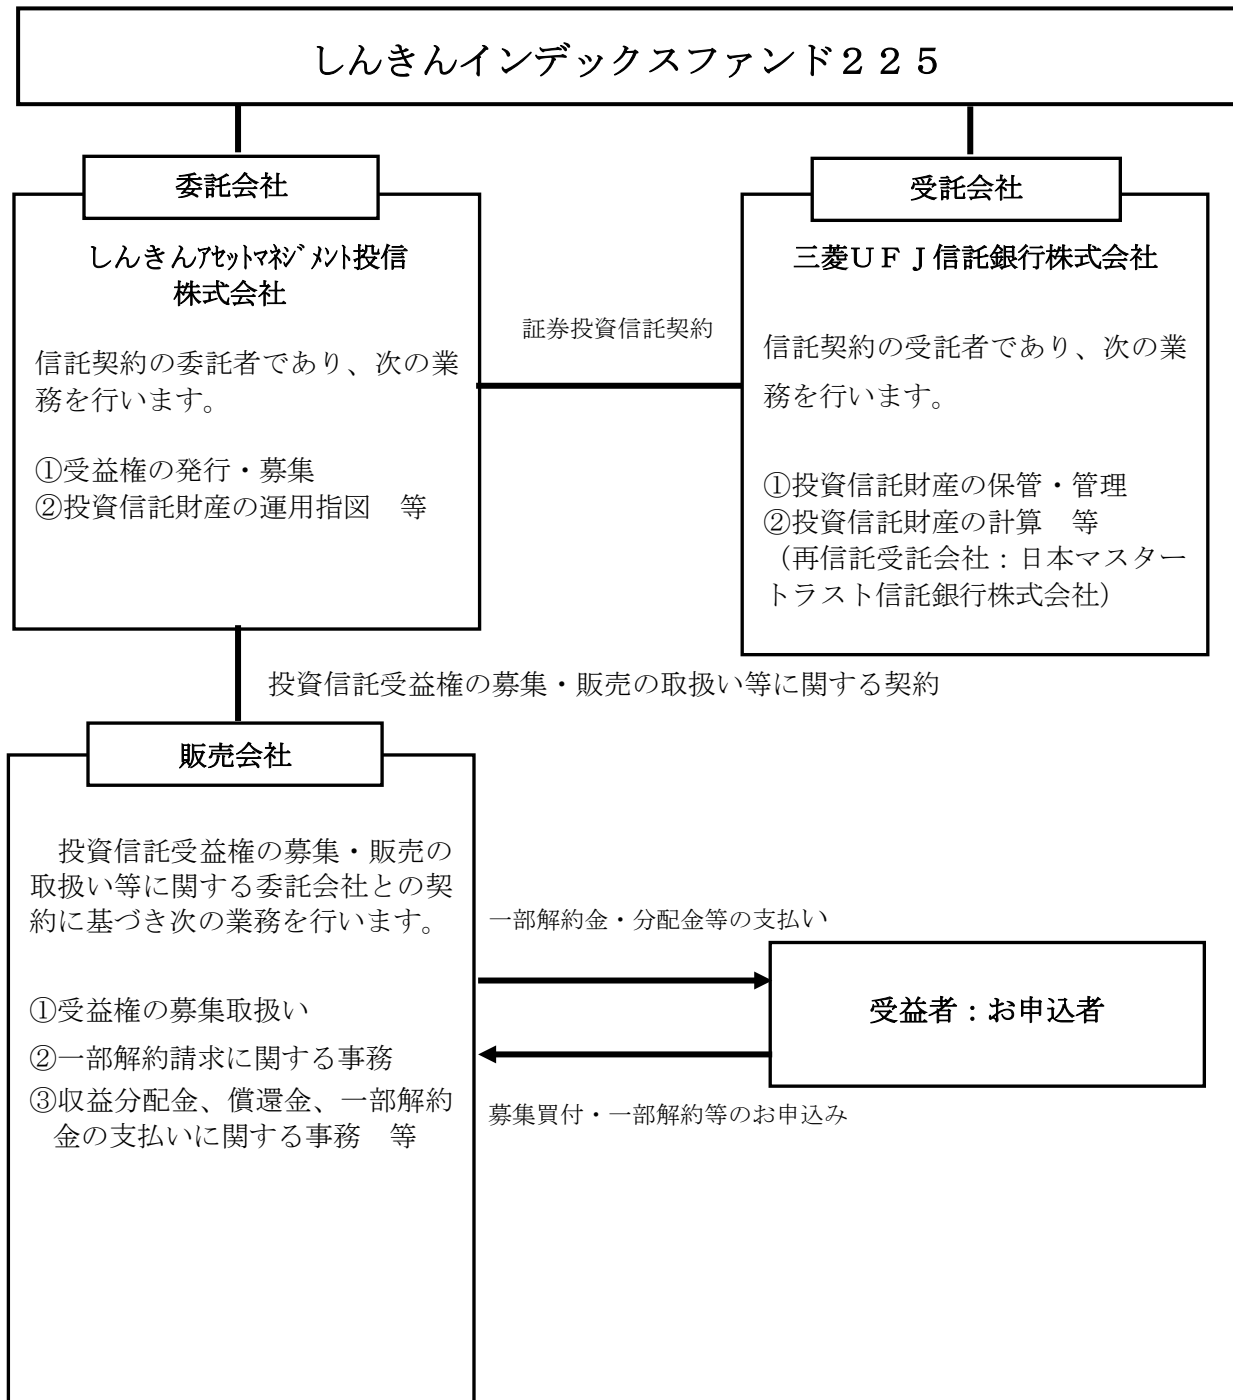 しんきんインデックスファンド２２５
委託会社
しんきんｱｾｯﾄﾏﾈｼﾞﾒﾝﾄ投信
株式会社
信託契約の委託者であり、次の業
務を行います。
①受益権の発行・募集
②投資信託財産の運用指図　等
証券投資信託契約
受託会社
三菱ＵＦＪ信託銀行株式会社
信託契約の受託者であり、次の業
務を行います。
①投資信託財産の保管・管理
②投資信託財産の計算　等
（再信託受託会社：日本マスター
トラスト信託銀行株式会社）
投資信託受益権の募集・販売の取扱い等に関する契約
販売会社
　投資信託受益権の募集・販売の
取扱い等に関する委託会社との契
約に基づき次の業務を行います。
①受益権の募集取扱い
②一部解約請求に関する事務
③収益分配金、償還金、一部解約
金の支払いに関する事務　等
一部解約金・分配金等の支払い
受益者：お申込者
募集買付・一部解約等のお申込み